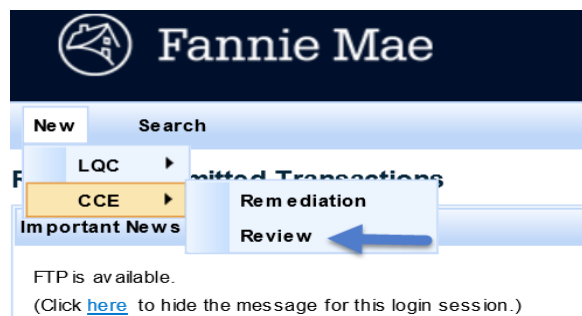 Fannie Mae
New Search
LQC
mitted Transactions
CCE
Remediation
Important News
Review
FTP is available.
(Click here to hide the message for this login session.)